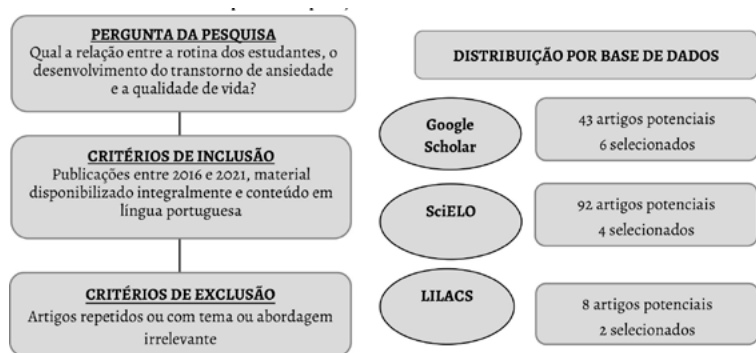 PERGUNTA DA PESQUISA
Qual a relação entre a rotina dos estudantes, o
desenvolvimento do transtorno de ansiedade
e a qualidade de vida?
CRITÉRIOS DE INCLUSÃO
Publicações entre 2016 e 2021, material
disponibilizado integralmente e conteúdo em
língua portuguesa
CRITÉRIOS DE EXCLUSÃO
Artigos repetidos ou com tema ou abordagem
irrelevante
DISTRIBUIÇÃO POR BASE DE DADOS
Google
Scholar
43 artigos potenciais
6 selecionados
SciELO
92 artigos potenciais
4 selecionados
LILACS
8 artigos potenciais
2 selecionados